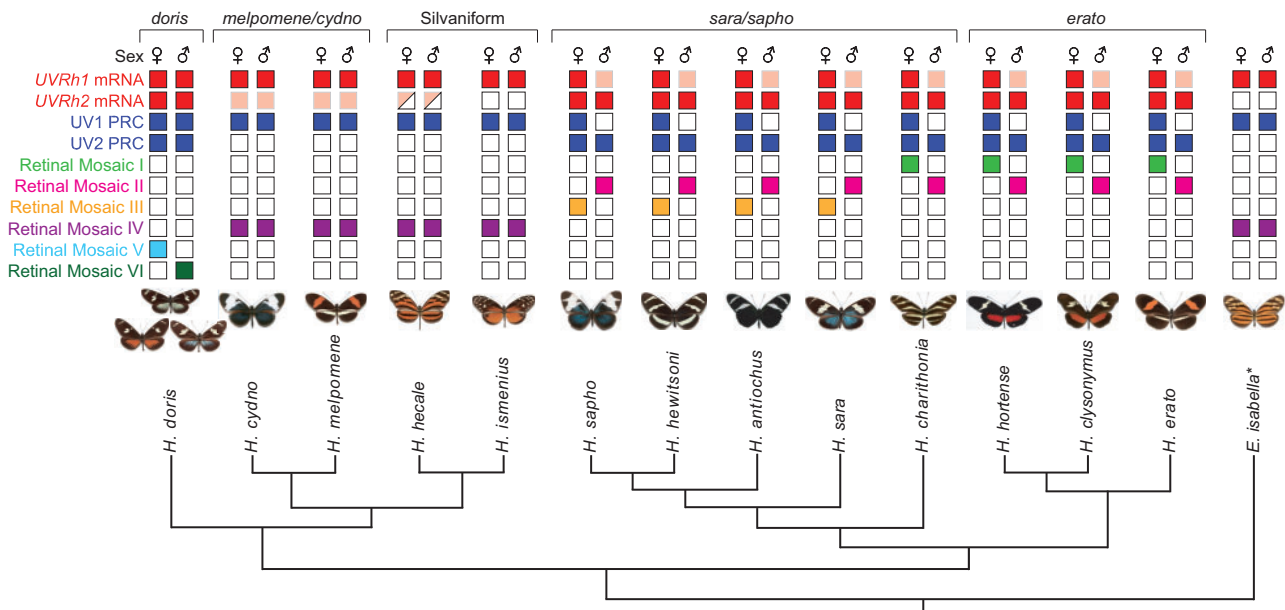 doris melpomene/cydno Silvaniform sara/sapho erato
Sex ♀ ♂ ♀ ♂ ♀ ♂ ♀ ♂ ♀ ♂ ♀ ♂ ♀ ♂ ♀ ♂ ♀ ♂ ♀ ♂ ♀ ♂ ♀ ♂ ♀ ♂ ♀ ♂
UVRh1 mRNA
UVRh2 mRNA
UV1 PRC
UV2 PRC
Retinal Mosaic I
Retinal Mosaic II
Retinal Mosaic III
Retinal Mosaic IV
Retinal Mosaic V
Retinal Mosaic VI
H. doris
H. cydno
H. melpomene
H. hecale
H. ismenius
H. sapho
H. hewitsoni
H. antiochus
H. sara
H. charithonia
H. hortense
H. clysonymus
H. erato
E. isabella*